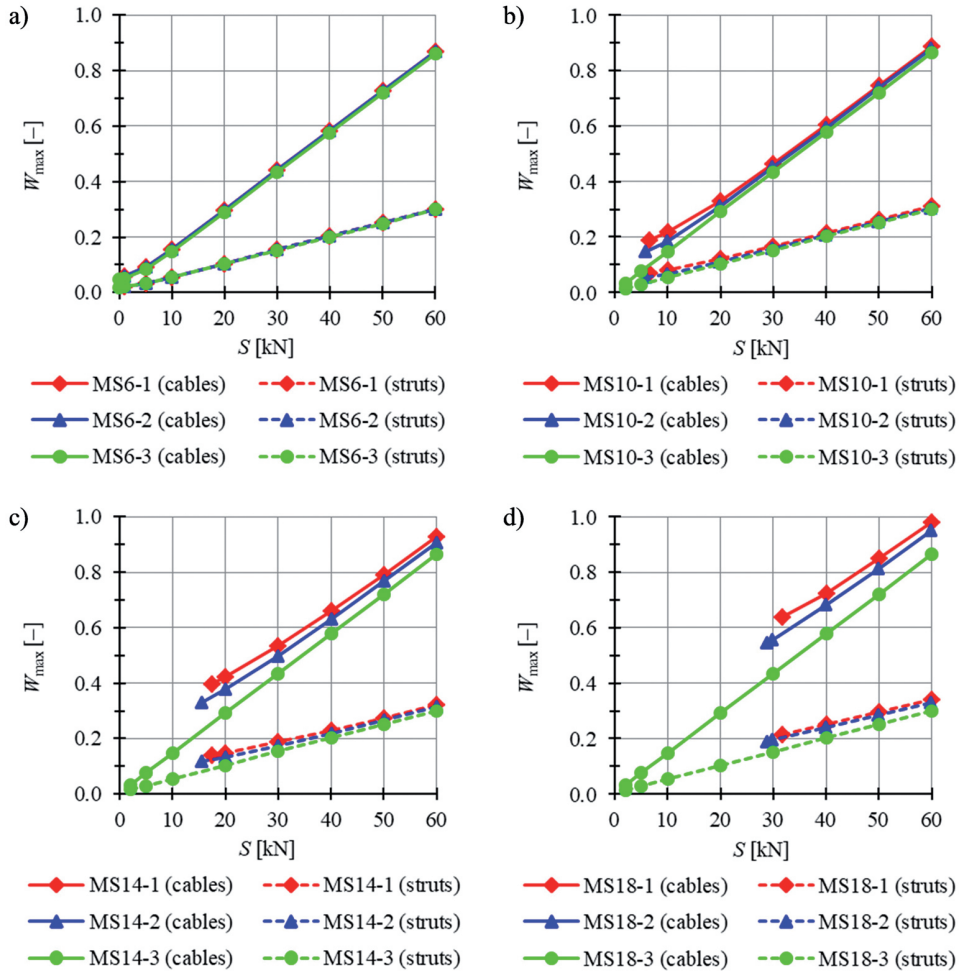 a)
1.0
0.8
0.6
0.4
0.2
0.0
Wmax [–]
0 10 20 30 40 50 60
S [kN]
MS6-1 (cables) MS6-1 (struts)
MS6-2 (cables) MS6-2 (struts)
MS6-3 (cables) MS6-3 (struts)
b)
1.0
0.8
0.6
0.4
0.2
0.0
Wmax [–]
0 10 20 30 40 50 60
S [kN]
MS10-1 (cables) MS10-1 (struts)
MS10-2 (cables) MS10-2 (struts)
MS10-3 (cables) MS10-3 (struts)
c)
1.0
0.8
0.6
0.4
0.2
0.0
Wmax [–]
0 10 20 30 40 50 60
S [kN]
MS14-1 (cables) MS14-1 (struts)
MS14-2 (cables) MS14-2 (struts)
MS14-3 (cables) MS14-3 (struts)
d)
1.0
0.8
0.6
0.4
0.2
0.0
Wmax [–]
0 10 20 30 40 50 60
S [kN]
MS18-1 (cables) MS18-1 (struts)
MS18-2 (cables) MS18-2 (struts)
MS18-3 (cables) MS18-3 (struts)